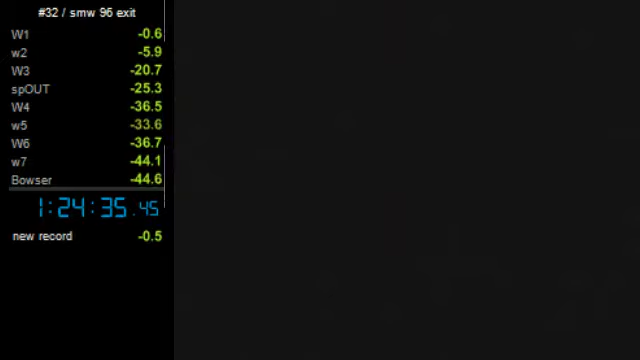 #32 / smw 96 exit
W1 -0.6
w2 -5.9
W3 -20.7
spOUT -25.3
W4 -36.5
w5 -33.6
W6 -36.7
w7 -44.1
Bowser -44.6
1:24:35.45
new record -0.5